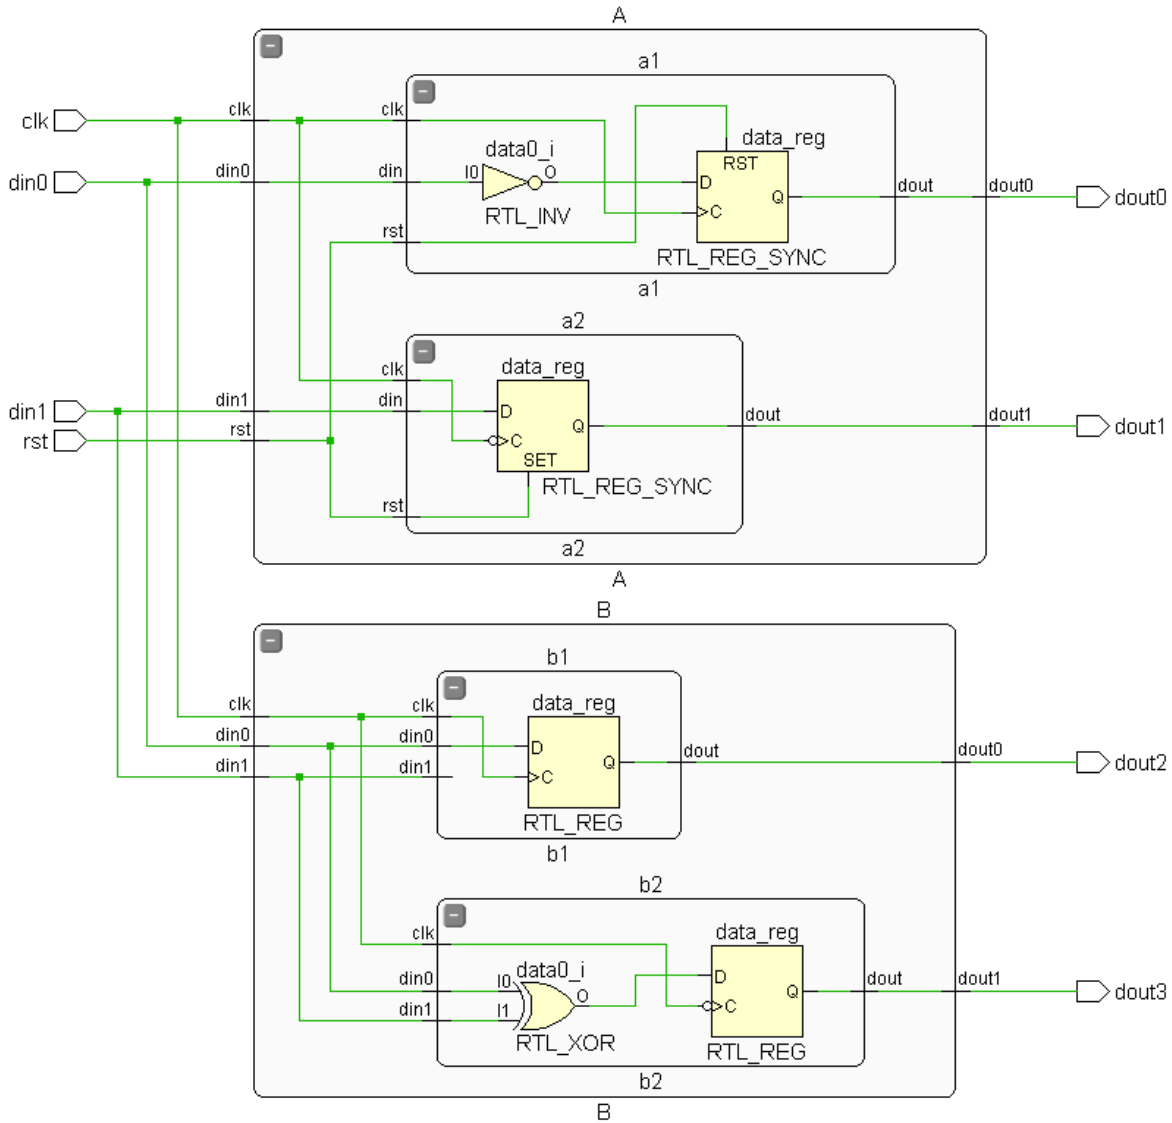 A
a1
clk
clk
clk
data0_i
data_reg
RST
din0
din0
din
I0
O
D
Q
dout
dout0
dout0
C
RTL_INV
rst
RTL_REG_SYNC
a1
a2
data_reg
clk
din1
din1
din
D
Q
dout
dout1
dout1
rst
rst
C
SET
RTL_REG_SYNC
rst
a2
A
B
b1
data_reg
clk
clk
din0
din0
D
Q
dout
dout0
dout2
din1
din1
C
RTL_REG
b1
b2
clk
data_reg
data0_i
din0
I0
O
D
Q
dout
dout1
dout3
din1
I1
C
RTL_XOR
RTL_REG
b2
B